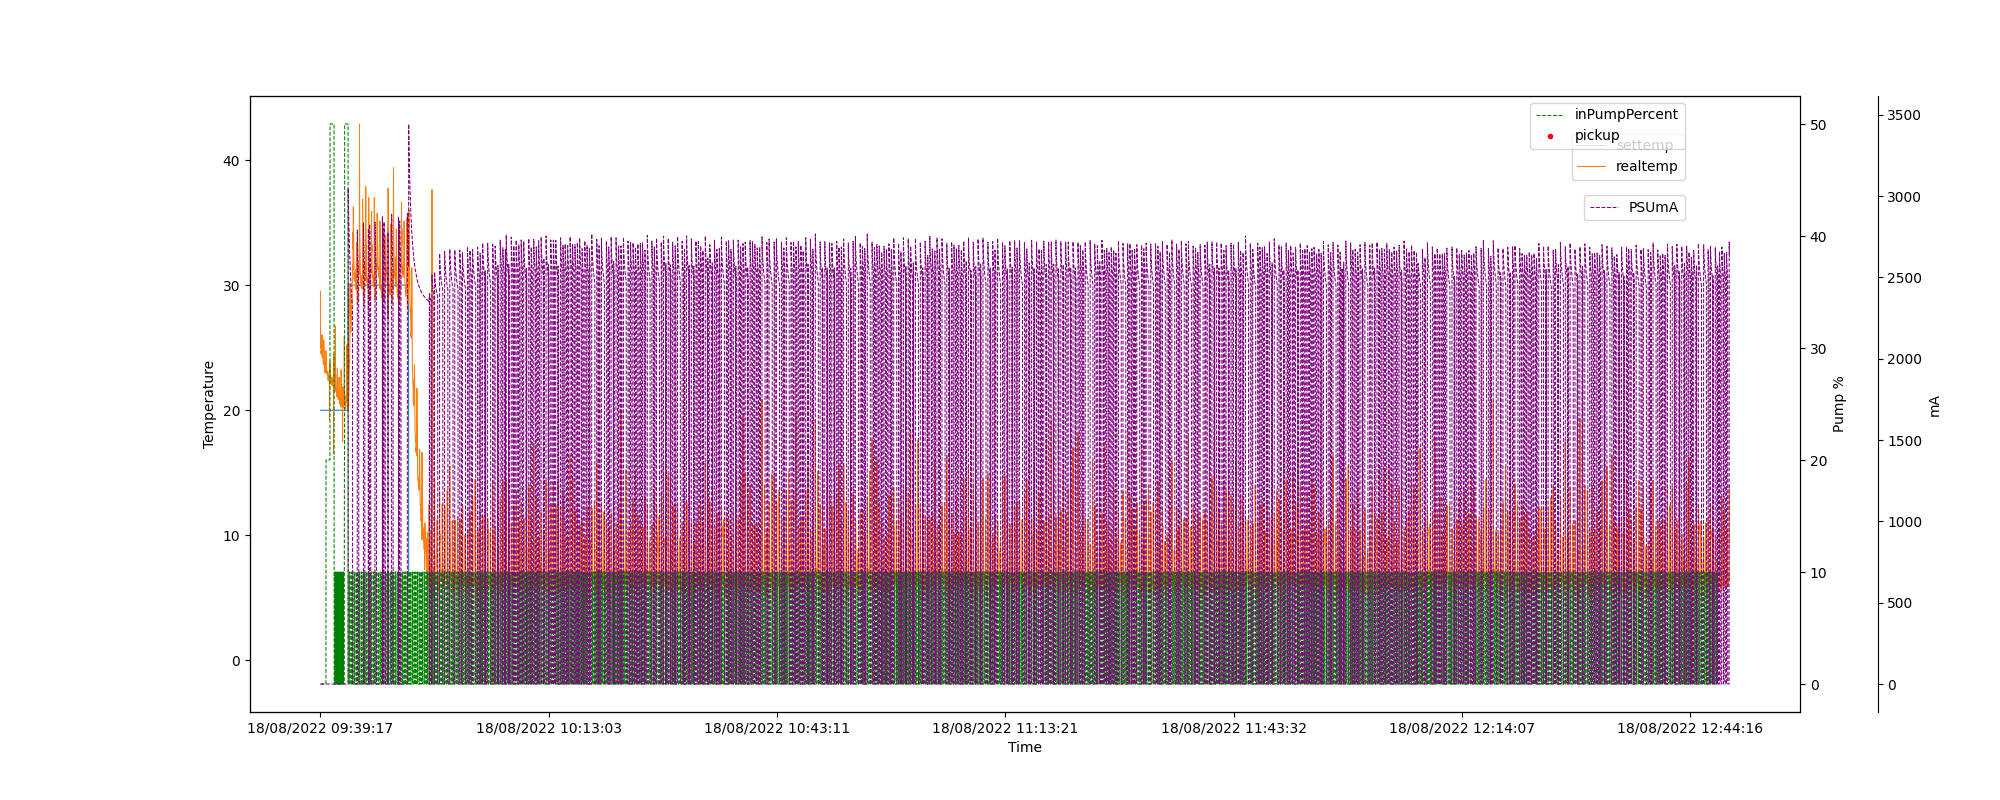 inPumpPercent
pickup
settemp
realtemp
PSUmA
40
30
20
10
0
Temperature
50
40
30
20
10
0
Pump %
3500
3000
2500
2000
1500
1000
500
0
mA
18/08/2022 09:39:17
18/08/2022 10:13:03
18/08/2022 10:43:11
18/08/2022 11:13:21
18/08/2022 11:43:32
18/08/2022 12:14:07
18/08/2022 12:44:16
Time